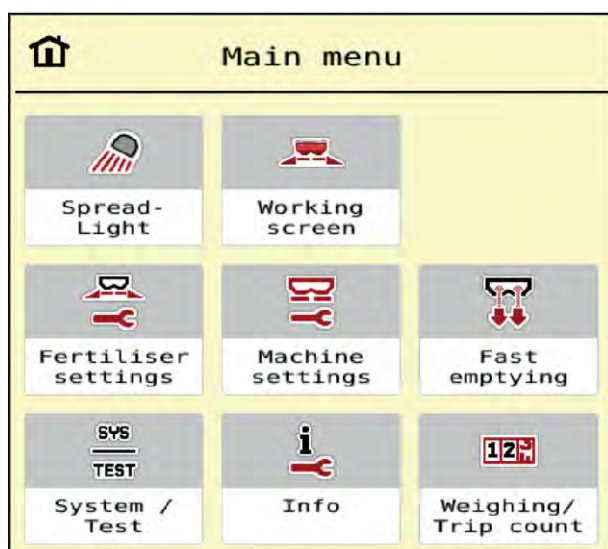 Main menu
Spread-
Light
Working
screen
Fertiliser
settings
Machine
settings
Fast
emptying
SYS
TEST
System /
Test
i
Info
12
Weighing/
Trip count